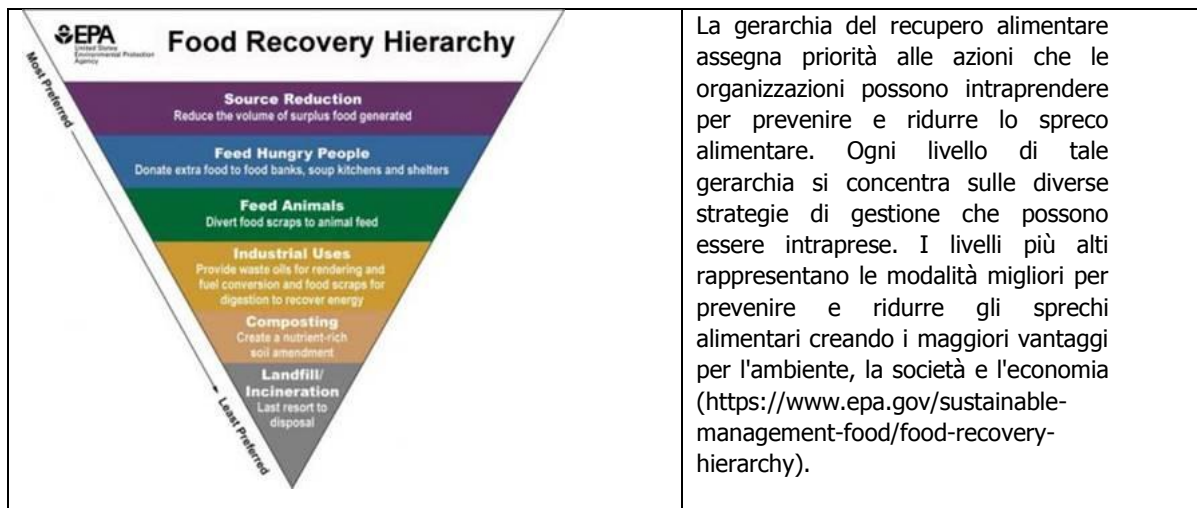 EPA
United States
Environmental Protection
Agency
Food Recovery Hierarchy
Most Preferred
Source Reduction
Reduce the volume of surplus food generated
Feed Hungry People
Donate extra food to food banks, soup kitchens and shelters
Feed Animals
Divert food scraps to animal feed
Industrial Uses
Provide waste oils for rendering and
fuel conversion and food scraps for
digestion to recover energy
Composting
Create a nutrient-rich
soil amendment
Landfill/
Incineration
Last resort to
disposal
Least Preferred
La gerarchia del recupero alimentare
assegna priorità alle azioni che le
organizzazioni possono intraprendere
per prevenire e ridurre lo spreco
alimentare. Ogni livello di tale
gerarchia si concentra sulle diverse
strategie di gestione che possono
essere intraprese. I livelli più alti
rappresentano le modalità migliori per
prevenire e ridurre gli sprechi
alimentari creando i maggiori vantaggi
per l'ambiente, la società e l'economia
(https://www.epa.gov/sustainable-
management-food/food-recovery-
hierarchy).